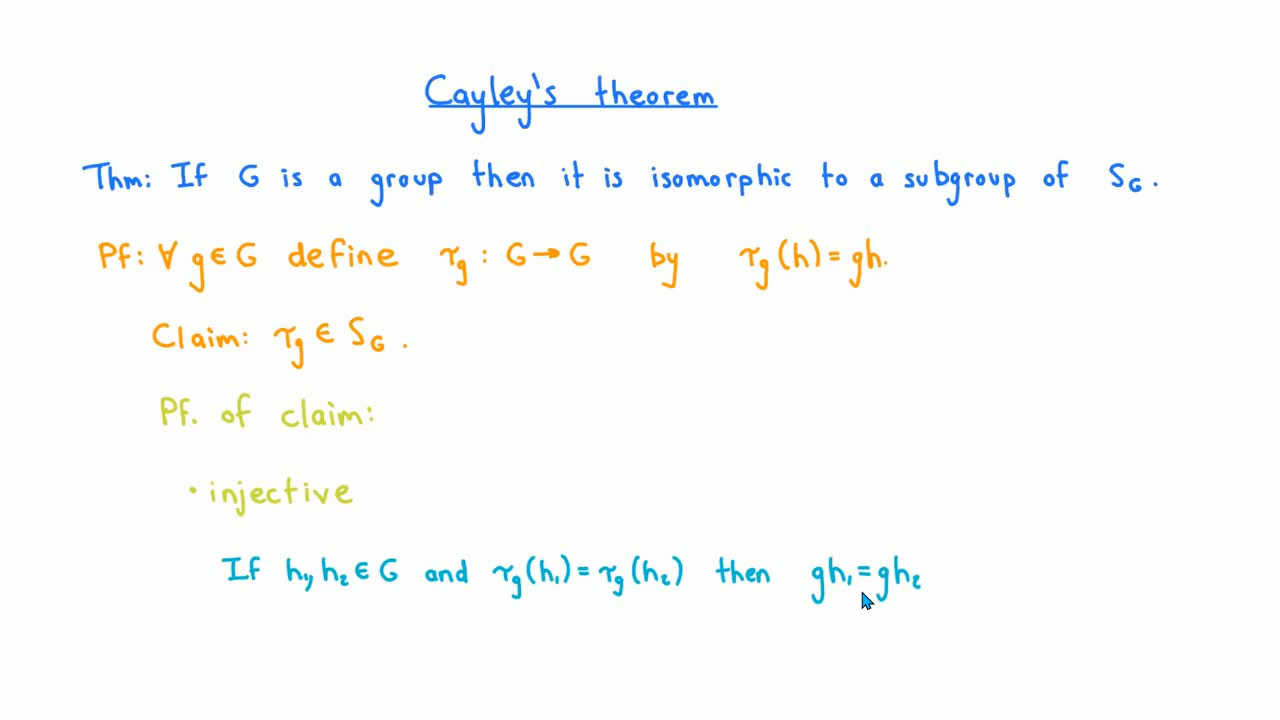 Cayley's theorem
Thm: If G is a group then it is isomorphic to a subgroup of S_G.
Pf: ∀ g ∈ G define τ_g : G → G by τ_g(h) = gh.
Claim: τ_g ∈ S_G.
Pf. of claim:
• injective
If h₁, h₂ ∈ G and τ_g(h₁) = τ_g(h₂) then gh₁ = gh₂